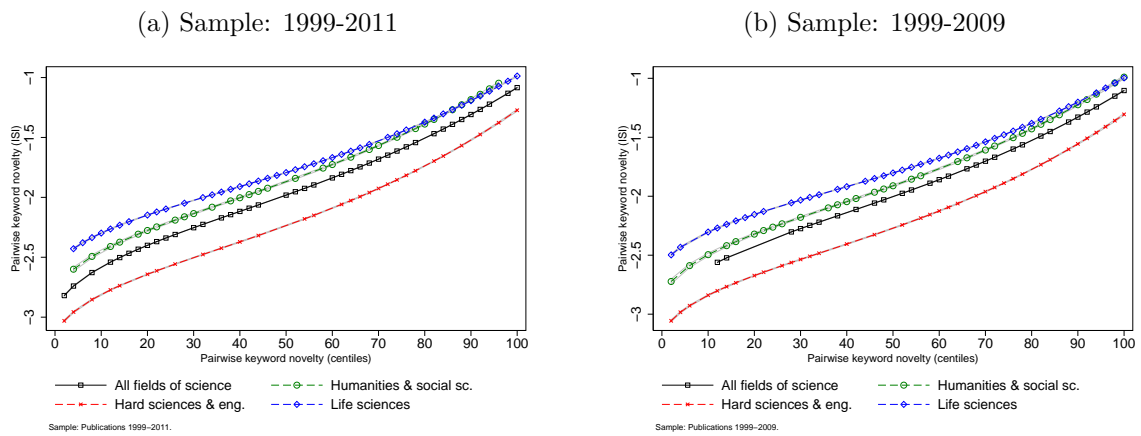 (a) Sample: 1999-2011
Pairwise keyword novelty (ISI)
-1
-1.5
-2
-2.5
-3
0 10 20 30 40 50 60 70 80 90 100
Pairwise keyword novelty (centiles)
All fields of science
Humanities & social sc.
Hard sciences & eng.
Life sciences
Sample: Publications 1999–2011.
(b) Sample: 1999-2009
Pairwise keyword novelty (ISI)
-1
-1.5
-2
-2.5
-3
0 10 20 30 40 50 60 70 80 90 100
Pairwise keyword novelty (centiles)
All fields of science
Humanities & social sc.
Hard sciences & eng.
Life sciences
Sample: Publications 1999–2009.